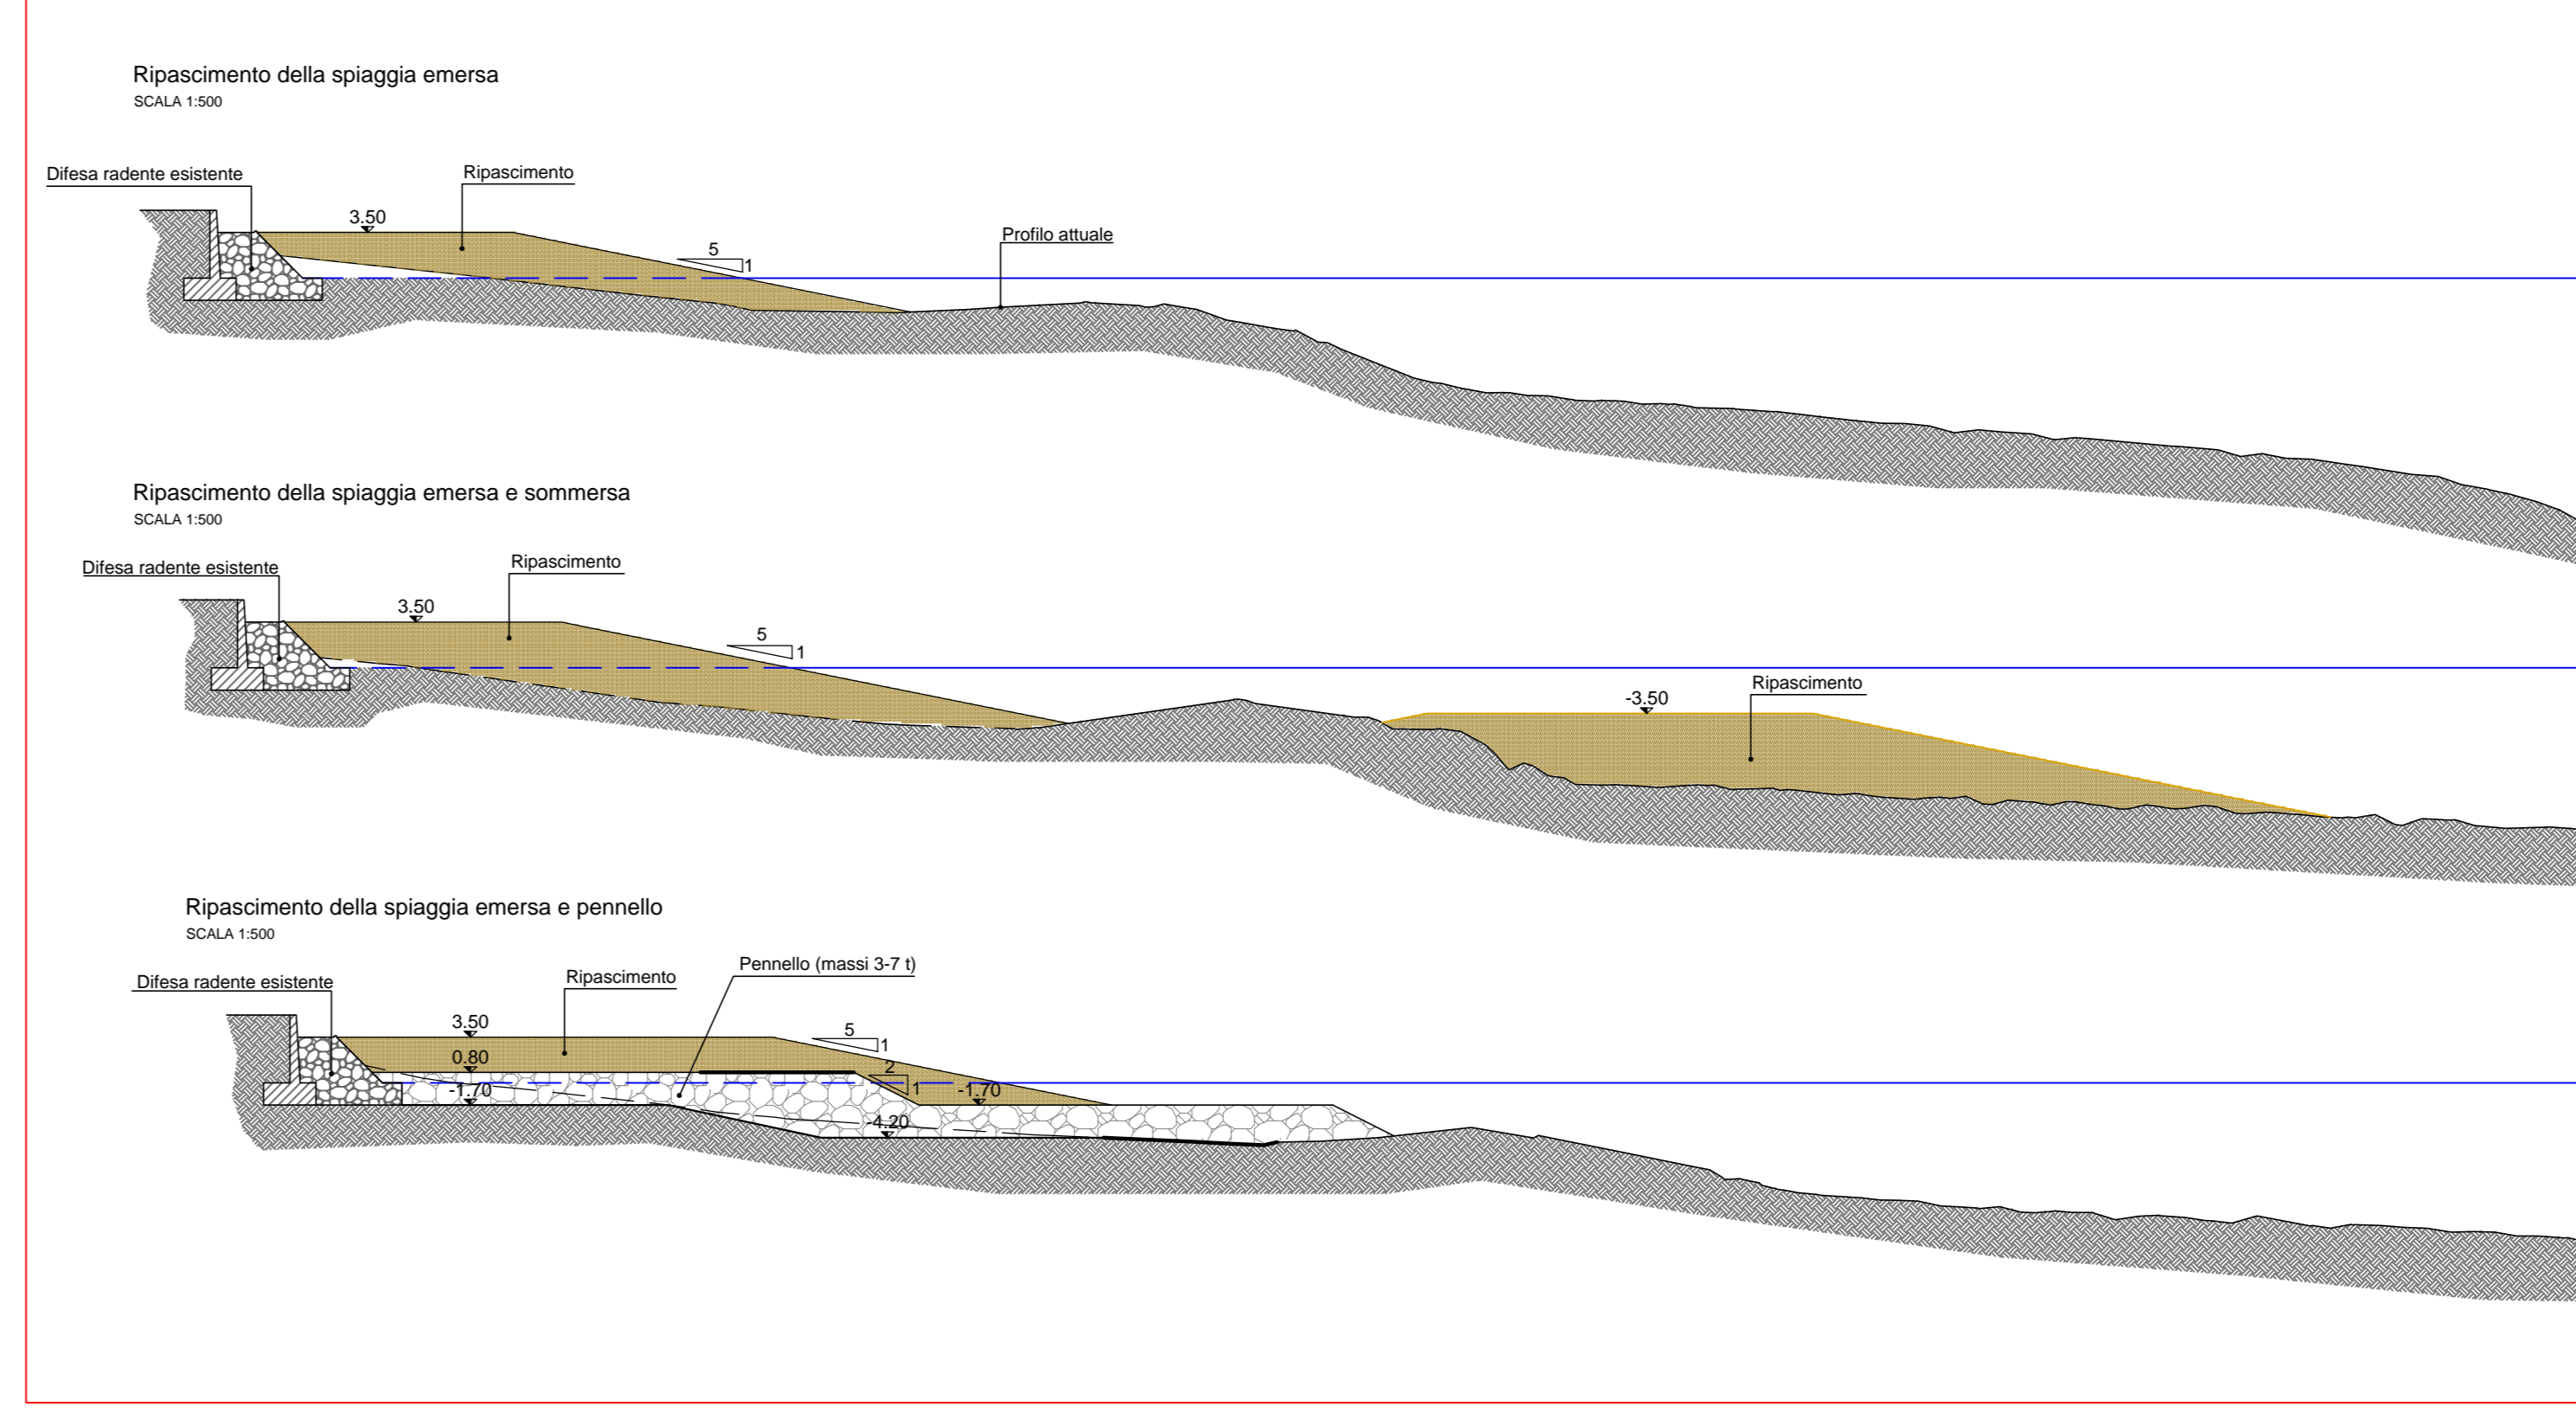 Ripascimento della spiaggia emersa
SCALA 1:500
Difesa radente esistente
Ripascimento
3.50
5
1
Profilo attuale
Ripascimento della spiaggia emersa e sommersa
SCALA 1:500
Difesa radente esistente
Ripascimento
3.50
5
1
-3.50
Ripascimento
Ripascimento della spiaggia emersa e pennello
SCALA 1:500
Difesa radente esistente
Ripascimento
Pennello (massi 3-7 t)
3.50
5
1
0.80
2
1
-1.70
-1.70
-4.20